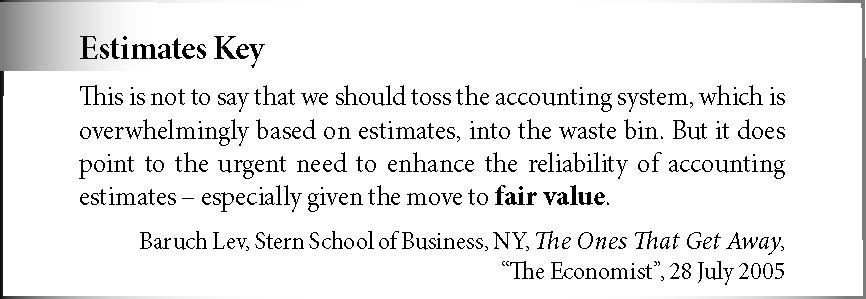 Estimates Key
This is not to say that we should toss the accounting system, which is
overwhelmingly based on estimates, into the waste bin. But it does
point to the urgent need to enhance the reliability of accounting
estimates – especially given the move to fair value.
Baruch Lev, Stern School of Business, NY, The Ones That Get Away,
“The Economist”, 28 July 2005